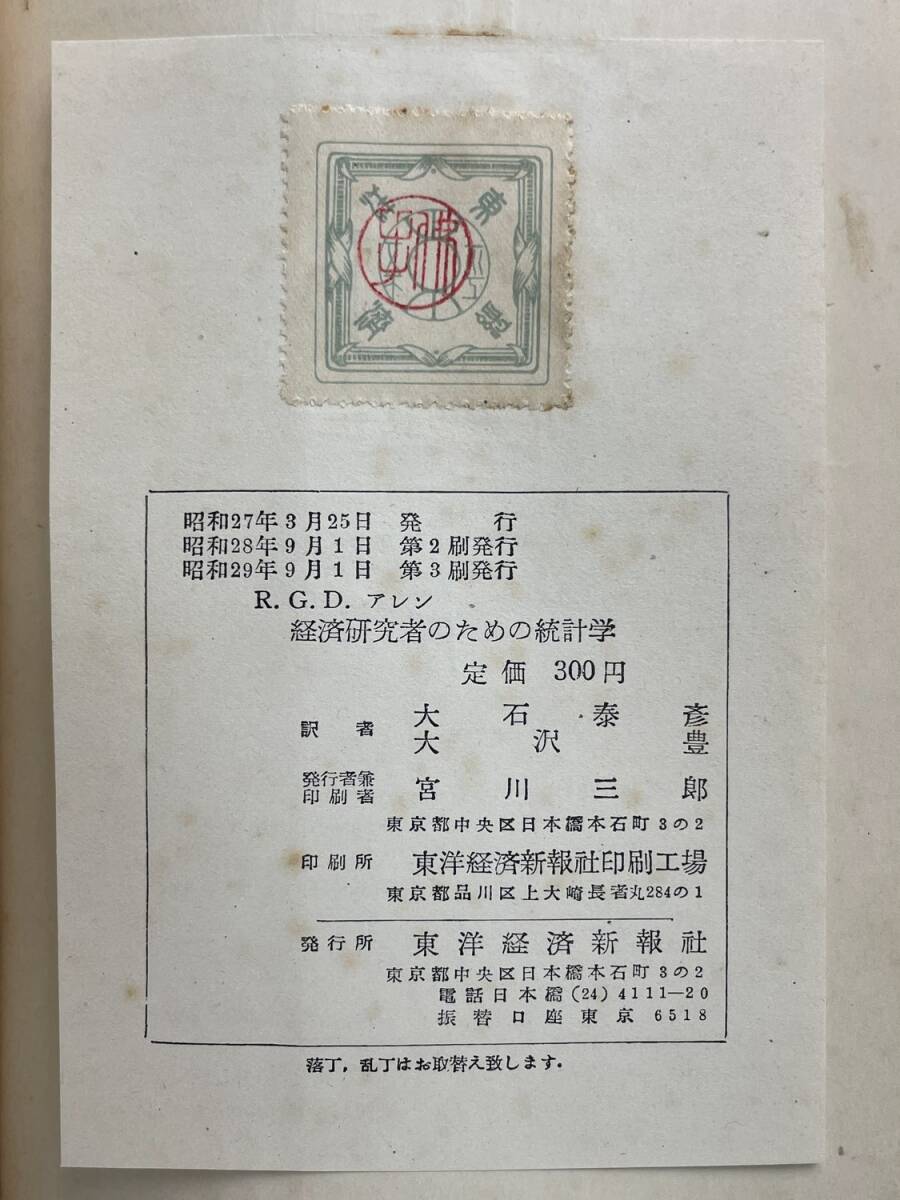 東洋
経済
昭和27年3月25日 発行
昭和28年9月1日 第2刷発行
昭和29年9月1日 第3刷発行
R.G.D. アレン
経済研究者のための統計学
定価 300円
訳者 大石泰彥
大沢豊
発行者兼印刷者 宮川三郎
東京都中央区日本橋本石町3の2
印刷所 東洋経済新報社印刷工場
東京都品川区上大崎長者丸284の1
発行所 東洋経済新報社
東京都中央区日本橋本石町3の2
電話日本橋(24)4111—20
振替口座東京 6518
落丁,乱丁はお取替え致します.